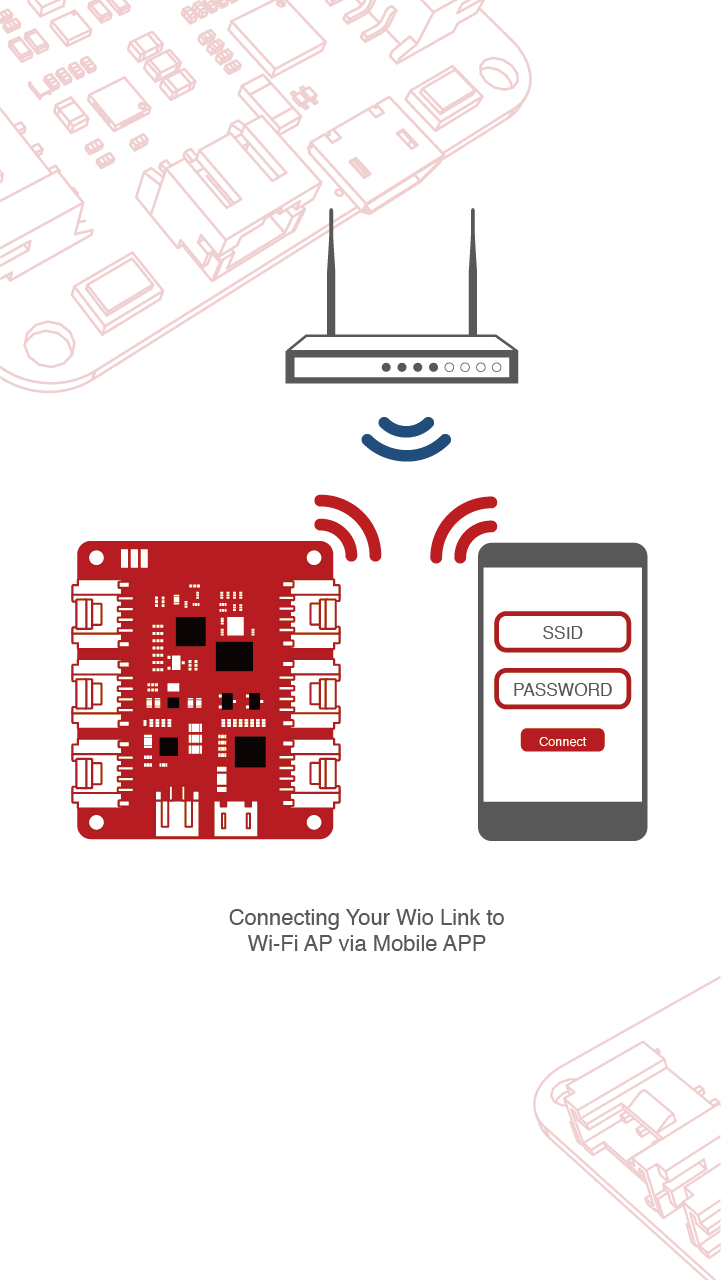 SSID
PASSWORD
Connect
Connecting Your Wio Link to
Wi-Fi AP via Mobile APP